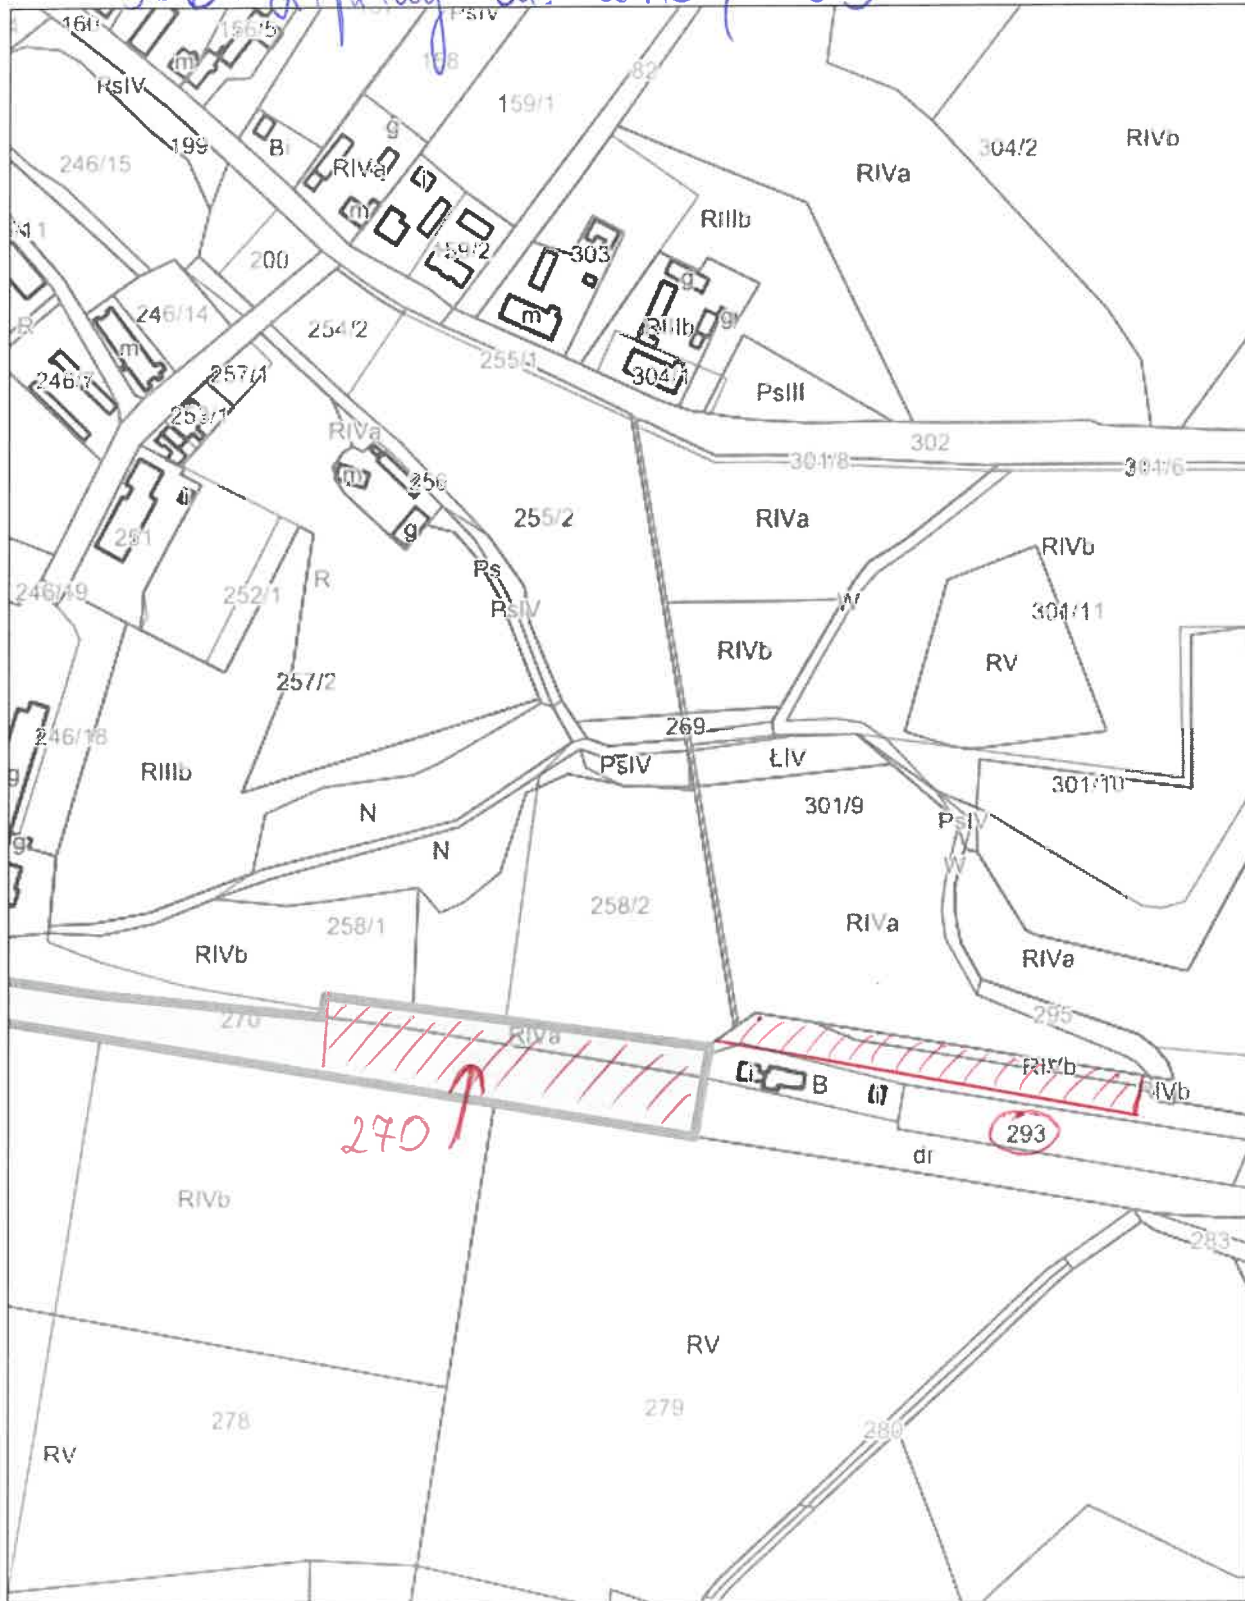 PsIV
160
156/5
m
158
82
PsIV
159/1
g
199
Bi
304/2
RIVb
246/15
RIVa
RIVa
i
m
RIIIb
159/2
303
200
g
246/14
R
m
g
254/2
RIIIb
m
255/1
304/1
246/7
257/1
PsIII
253/1
RIVa
302
301/8
301/6
m
256
i
255/2
RIVa
g
251
RIVb
Ps
R
246/19
252/1
PsIV
W
301/11
RIVb
RV
257/2
269
246/18
PsIV
ŁIV
RIIIb
g
301/10
301/9
N
PsIV
g
N
W
258/2
258/1
RIVa
RIVb
RIVa
295
270
RIVa
RIVb
RIVb
i
B
i
270
293
dr
RIVb
283
RV
278
279
280
RV